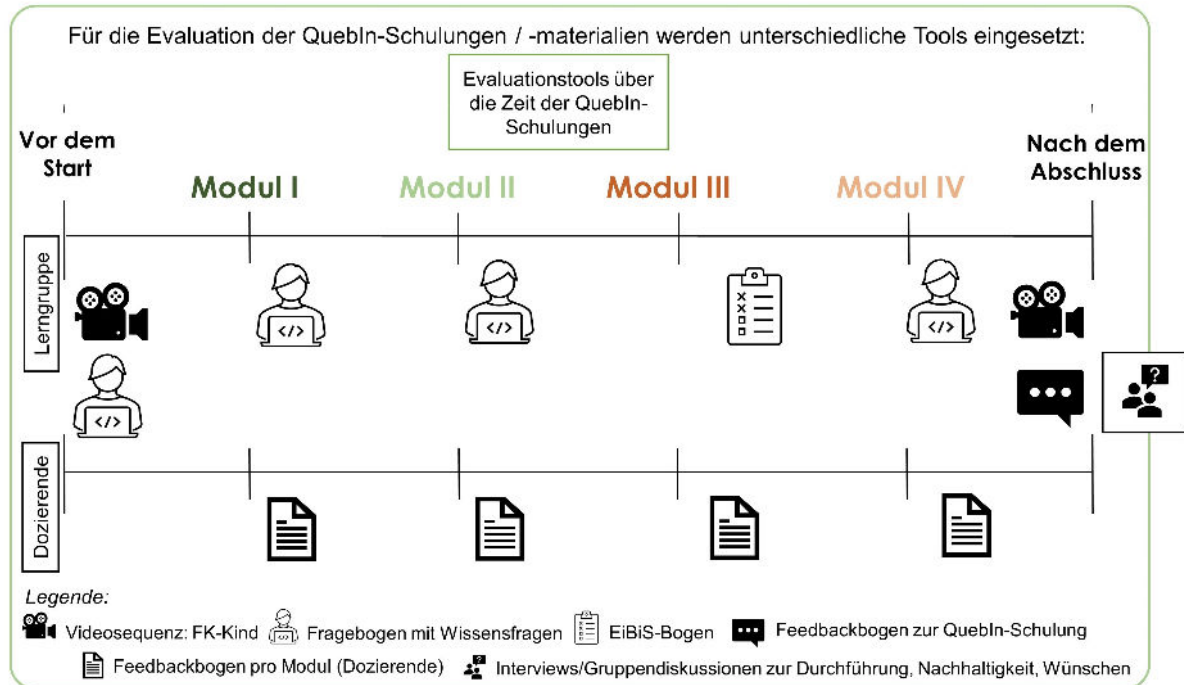 Für die Evaluation der QuebIn-Schulungen / -materialien werden unterschiedliche Tools eingesetzt:
Evaluationstools über
die Zeit der QuebIn-
Schulungen
Vor dem
Start
Nach dem
Abschluss
Modul I
Modul II
Modul III
Modul IV
Lerngruppe
Dozierende
Legende:
Videosequenz: FK-Kind
Fragebogen mit Wissensfragen
EiBiS-Bogen
Feedbackbogen zur QuebIn-Schulung
Feedbackbogen pro Modul (Dozierende)
Interviews/Gruppendiskussionen zur Durchführung, Nachhaltigkeit, Wünschen